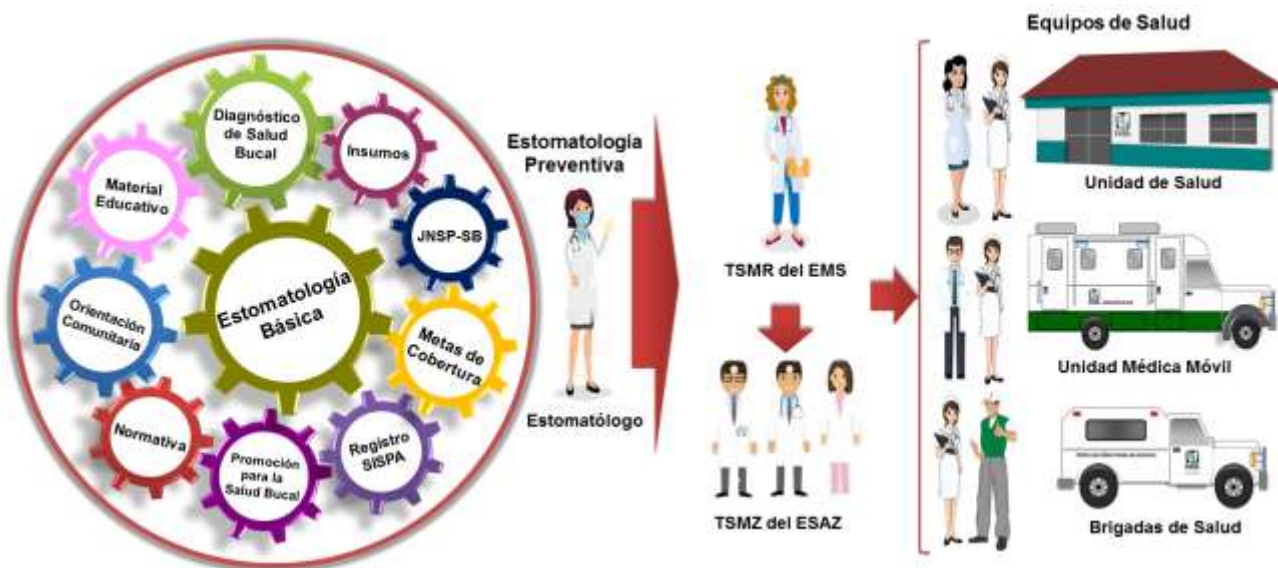 Diagnóstico
de Salud
Bucal
Insumos
JNSP-SB
Metas de
Cobertura
Registro
SISPA
Promoción
para la
Salud Bucal
Normativa
Orientación
Comunitaria
Material
Educativo
Estomatología
Básica
Estomatología
Preventiva
Estomatólogo
TSMR del EMS
TSMZ del ESAZ
Equipos de Salud
Unidad de Salud
Unidad Médica Móvil
Brigadas de Salud